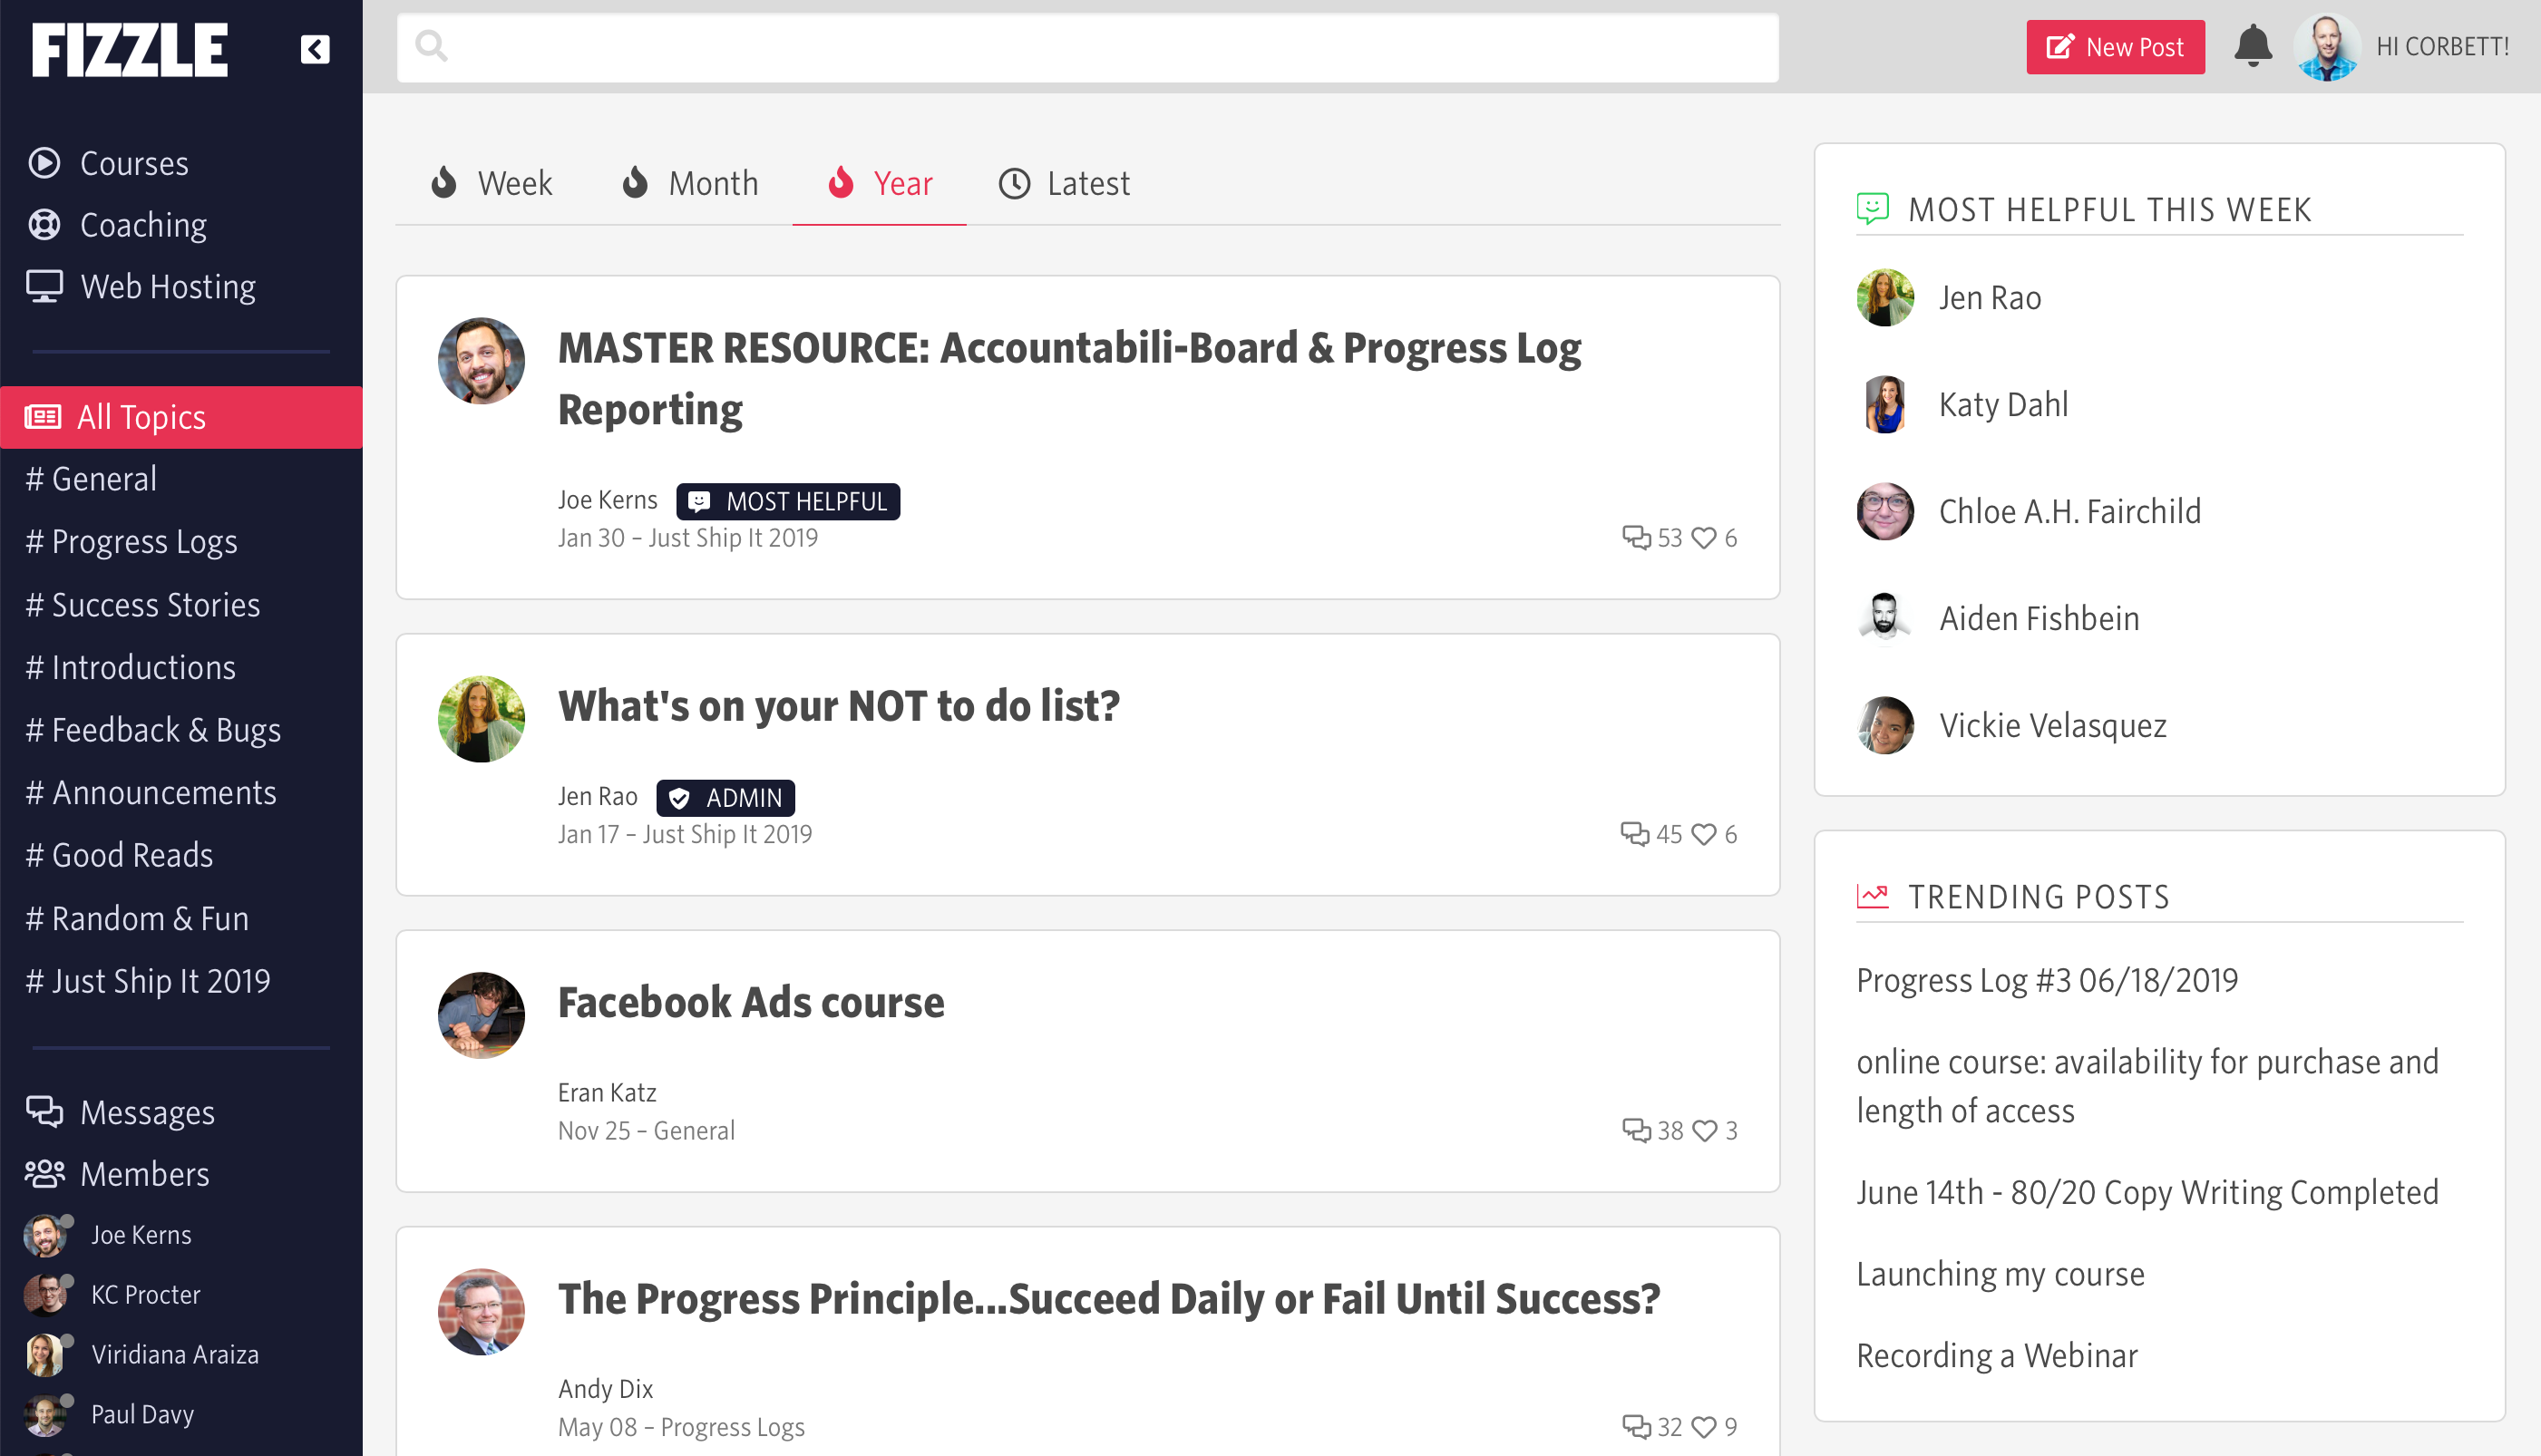 FIZZLE
New Post
HI CORBETT!
Courses
Coaching
Web Hosting
All Topics
# General
# Progress Logs
# Success Stories
# Introductions
# Feedback & Bugs
# Announcements
# Good Reads
# Random & Fun
# Just Ship It 2019
Messages
Members
Joe Kerns
KC Procter
Viridiana Araiza
Paul Davy
Week
Month
Year
Latest
MASTER RESOURCE: Accountabili-Board & Progress Log
Reporting
Joe Kerns MOST HELPFUL
Jan 30 – Just Ship It 2019
53 6
What's on your NOT to do list?
Jen Rao ADMIN
Jan 17 – Just Ship It 2019
45 6
Facebook Ads course
Eran Katz
Nov 25 – General
38 3
The Progress Principle...Succeed Daily or Fail Until Success?
Andy Dix
May 08 – Progress Logs
32 9
MOST HELPFUL THIS WEEK
Jen Rao
Katy Dahl
Chloe A.H. Fairchild
Aiden Fishbein
Vickie Velasquez
TRENDING POSTS
Progress Log #3 06/18/2019
online course: availability for purchase and
length of access
June 14th - 80/20 Copy Writing Completed
Launching my course
Recording a Webinar